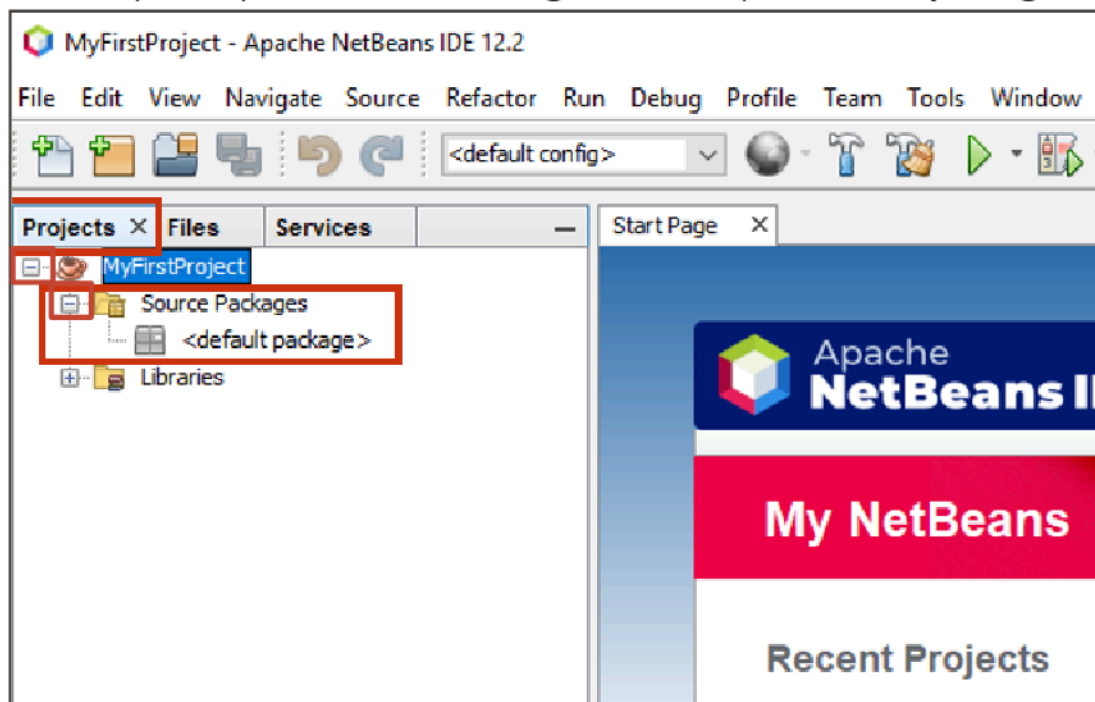 MyFirstProject - Apache NetBeans IDE 12.2
File Edit View Navigate Source Refactor Run Debug Profile Team Tools Window
<default config>
Projects Files Services
Start Page
MyFirstProject
Source Packages
<default package>
Libraries
Apache
NetBeans
My NetBeans
Recent Projects